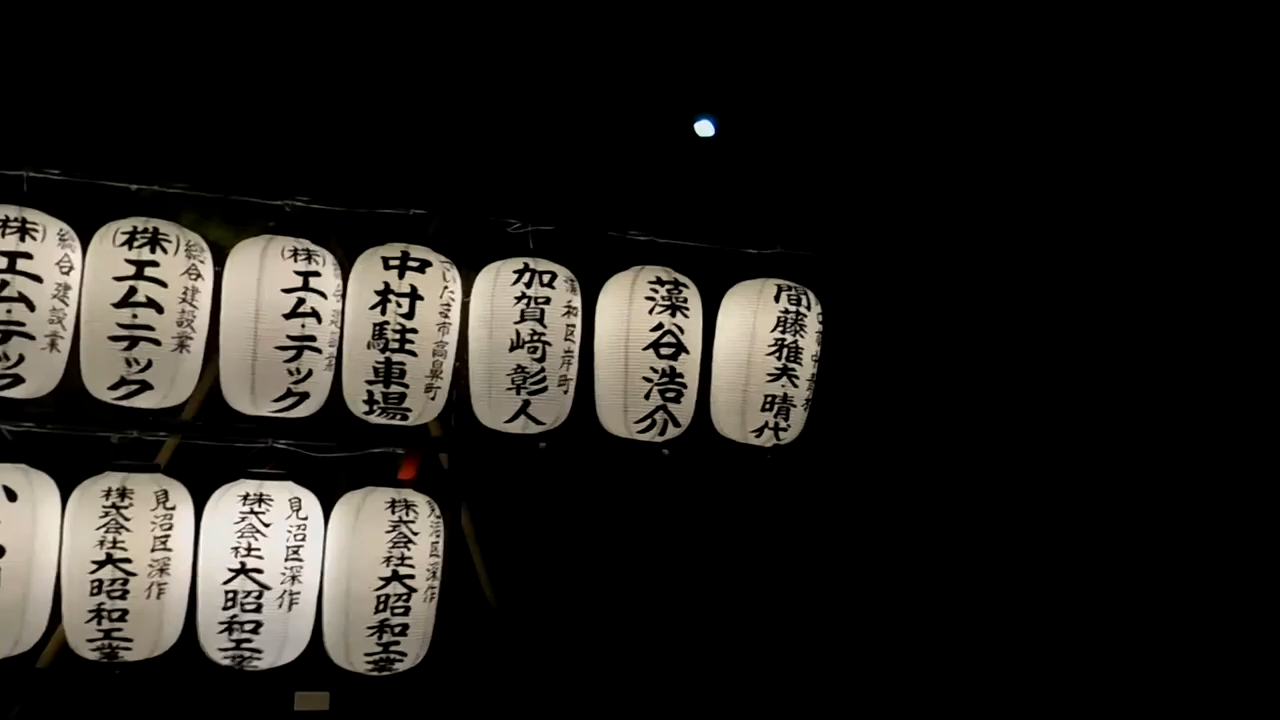 総合建設業
(株)エム・テック
総合建設業
(株)エム・テック
(株)エム・テック
さいたま市高鼻町
中村駐車場
浦和区岸町
加賀﨑彰人
藻谷浩介
間藤雅夫・晴代
見沼区深作
株式会社大昭和工業
見沼区深作
株式会社大昭和工業
見沼区深作
株式会社大昭和工業